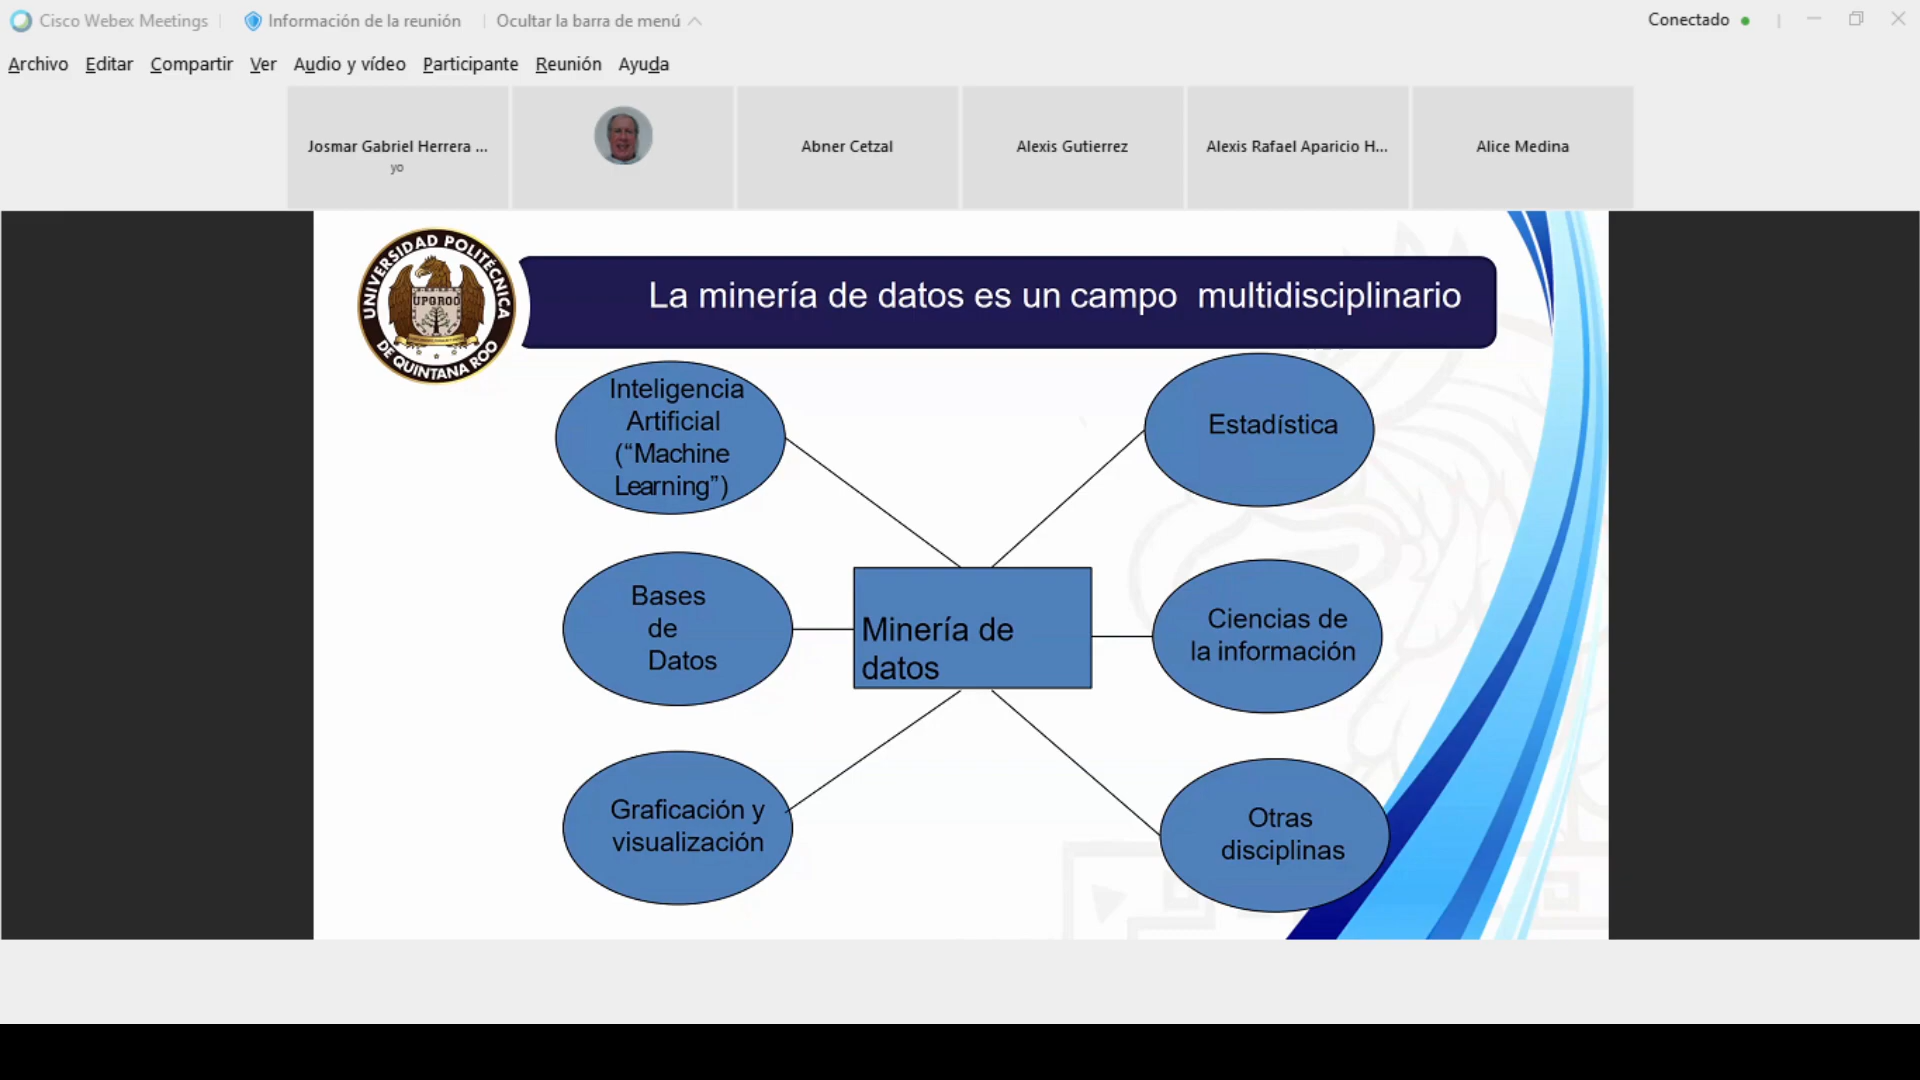 Cisco Webex Meetings
Información de la reunión
Ocultar la barra de menú
Conectado
Archivo Editar Compartir Ver Audio y vídeo Participante Reunión Ayuda
Josmar Gabriel Herrera ...
yo
Abner Cetzal
Alexis Gutierrez
Alexis Rafael Aparicio H...
Alice Medina
UNIVERSIDAD POLITÉCNICA
DE QUINTANA ROO
UPQROO
La minería de datos es un campo multidisciplinario
Inteligencia
Artificial
(“Machine
Learning”)
Estadística
Bases
de
Datos
Minería de
datos
Ciencias de
la información
Graficación y
visualización
Otras
disciplinas